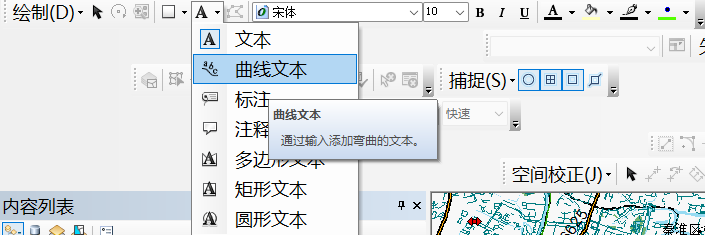 绘制(D) A 宋体 10 B I U A
A 文本
曲线文本
捕捉(S)
标注
曲线文本
快速
注释
通过输入添加弯曲的文本。
多边形文本
空间校正(J)
矩形文本
内容列表
圆形文本